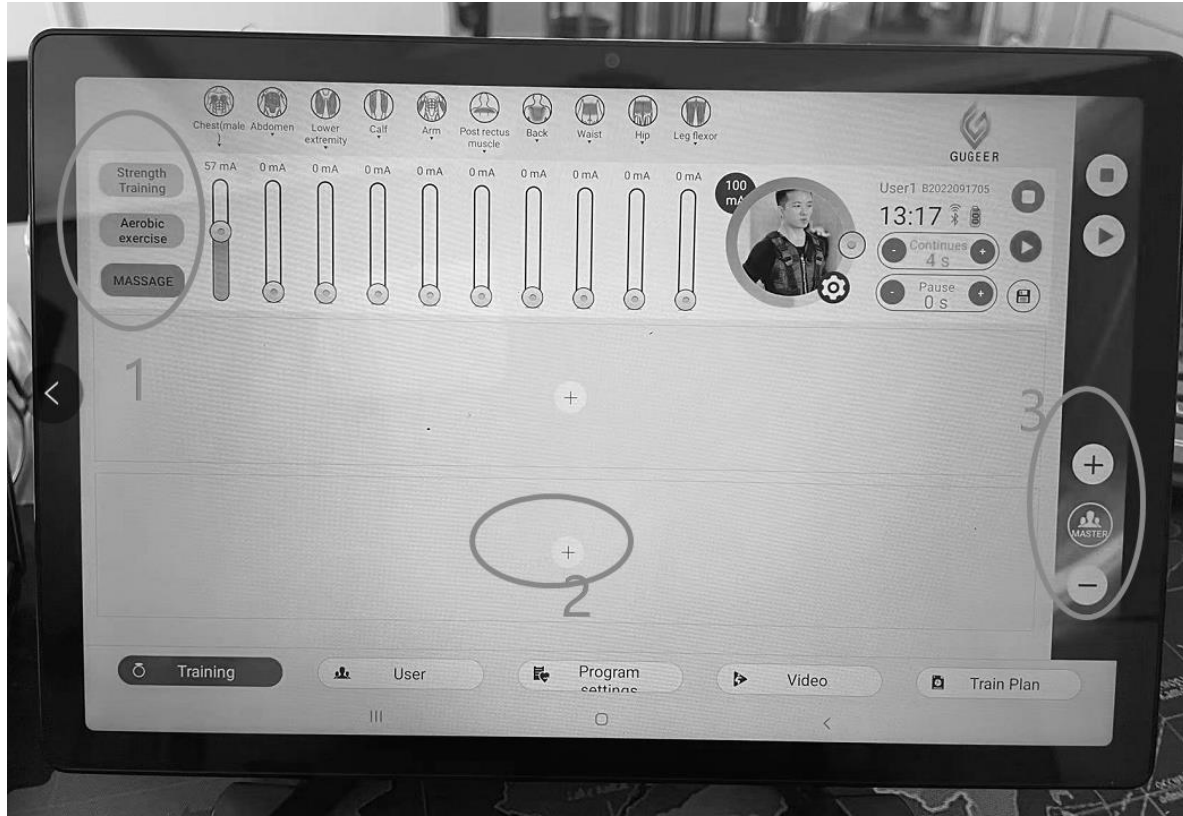 Chest(male
Abdomen
Lower
extremity
Calf
Arm
Post rectus
muscle
Back
Waist
Hip
Leg flexor
GUGEER
Strength
Training
57 mA
0 mA
0 mA
0 mA
0 mA
0 mA
0 mA
0 mA
0 mA
0 mA
100
mA
User1 B2022091705
13:17
Aerobic
exercise
- Continues +
4 s
MASSAGE
- Pause +
0 s
1
+
3
+
MASTER
−
+
2
Training
User
Program
settings
Video
Train Plan